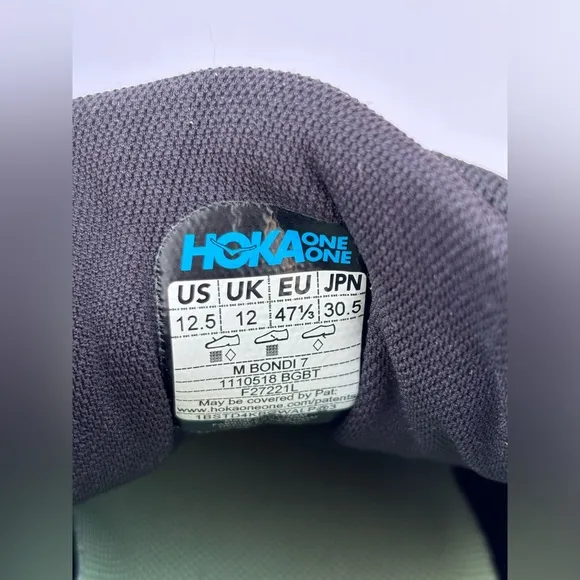 HOKA ONE ONE
US UK EU JPN
12.5 12 47⅓ 30.5
M BONDI 7
1110518 BGBT
F27221L
May be covered by Pat:
www.hokaoneone.com/patents